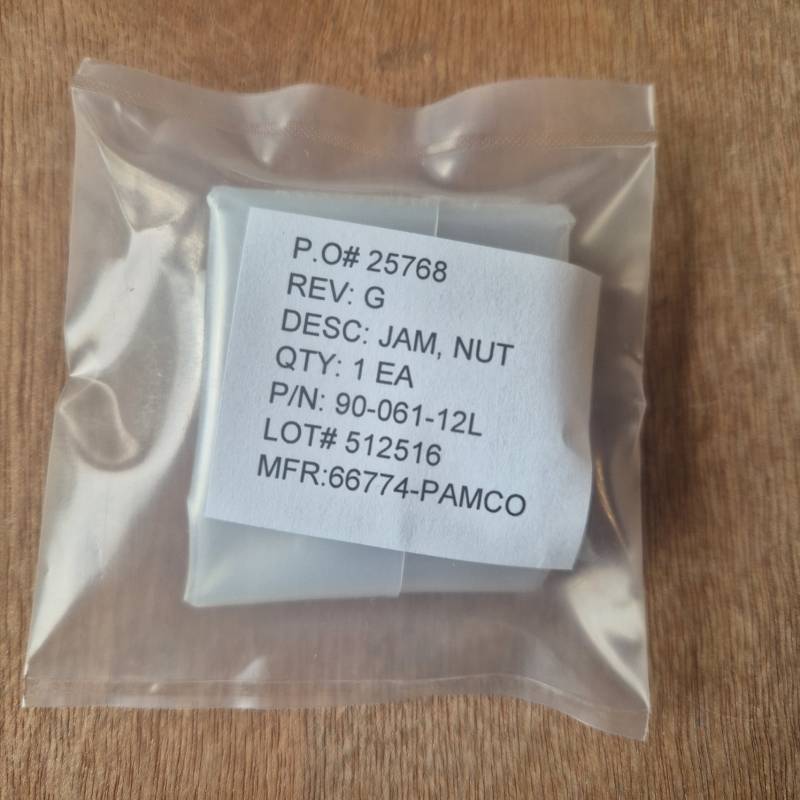 P.O# 25768
REV: G
DESC: JAM, NUT
QTY: 1 EA
P/N: 90-061-12L
LOT# 512516
MFR:66774-PAMCO